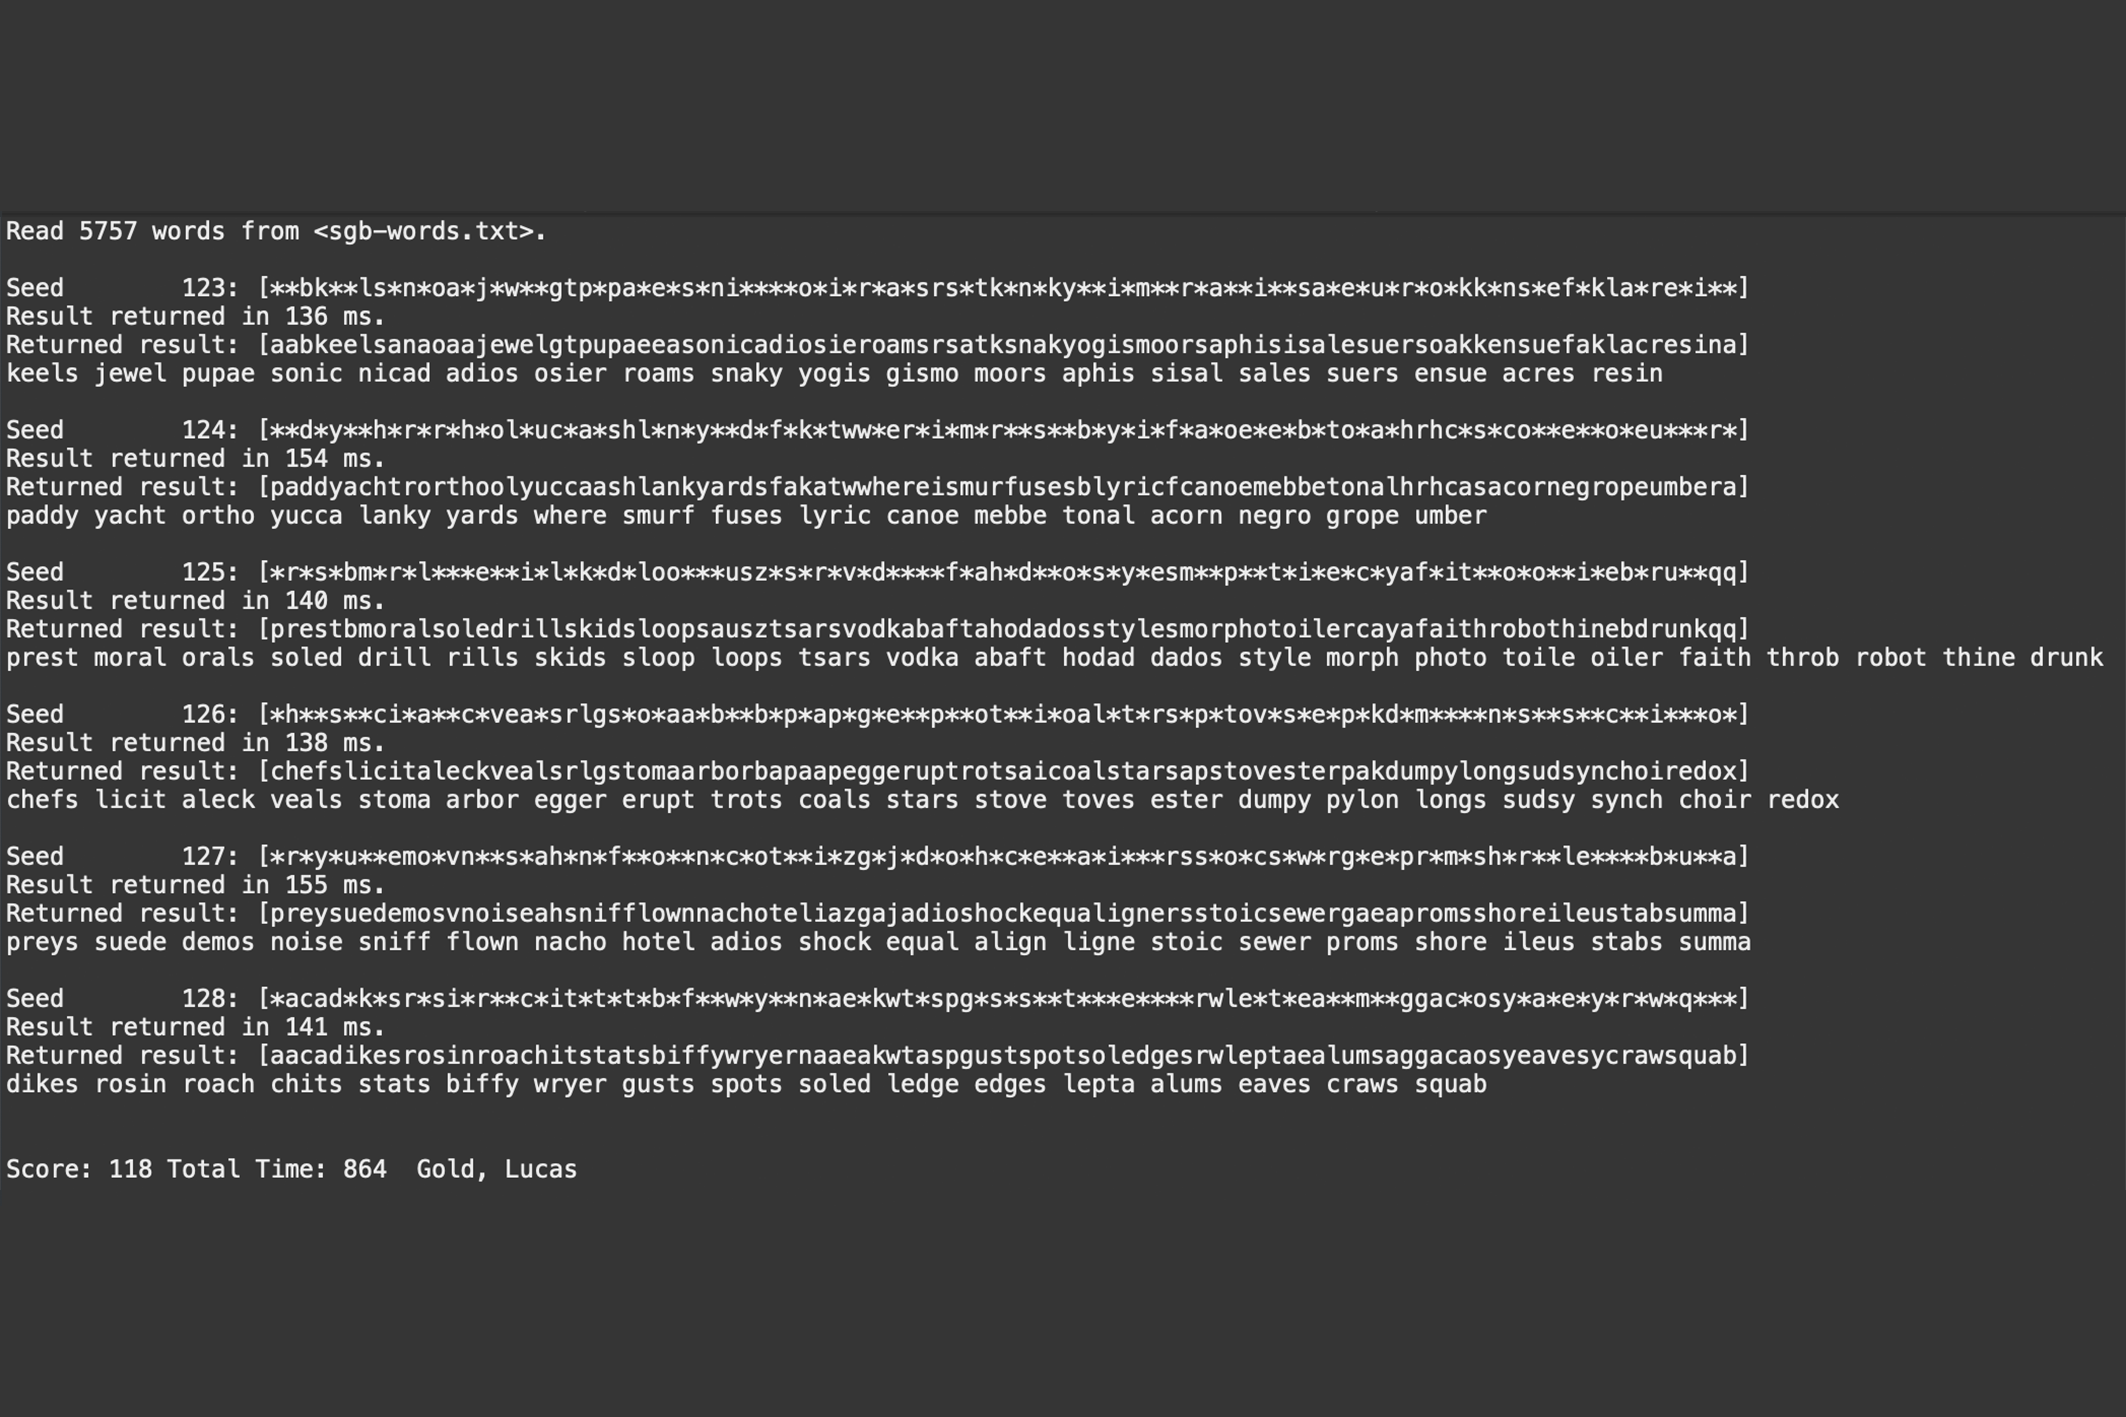 Read 5757 words from <sgb-words.txt>.
Seed        123: [**bk**ls*n*oa*j*w**gtp*pa*e*s*ni****o*i*r*a*srs*tk*n*ky**i*m**r*a**i**sa*e*u*r*o*kk*ns*ef*kla*re*i**]
Result returned in 136 ms.
Returned result: [aabkeelsanaoaajewelgtpupaeeasonicadiosieroamsrsatksnakyogismoorsaphisisalesuersoakkensuefaklacresina]
keels jewel pupae sonic nicad adios osier roams snaky yogis gismo moors aphis sisal sales suers ensue acres resin
Seed        124: [**d*y**h*r*r*h*ol*uc*a*shl*n*y**d*f*k*tww*er*i*m*r**s**b*y*i*f*a*oe*e*b*to*a*hrhc*s*co**e**o*eu***r*]
Result returned in 154 ms.
Returned result: [paddyachtrorthoolyuccaashlankyardsfakatwwhereismurfusesblyricfcanoemebbetonalhrhcasacornegropeumbera]
paddy yacht ortho yucca lanky yards where smurf fuses lyric canoe mebbe tonal acorn negro grope umber
Seed        125: [*r*s*bm*r*l***e**i*l*k*d*loo***usz*s*r*v*d****f*ah*d**o*s*y*esm**p**t*i*e*c*yaf*it**o*o**i*eb*ru**qq]
Result returned in 140 ms.
Returned result: [prestbmoralsoledrillskidsloopsausztsarsvodkabaftahodadosstylesmorphotoilercayafaithrobothinebdrunkqq]
prest moral orals soled drill rills skids sloop loops tsars vodka abaft hodad dados style morph photo toile oiler faith throb robot thine drunk
Seed        126: [*h**s**ci*a**c*vea*srlgs*o*aa*b**b*p*ap*g*e**p**ot**i*oal*t*rs*p*tov*s*e*p*kd*m****n*s**s**c**i***o*]
Result returned in 138 ms.
Returned result: [chefslicitaleckvealsrlgstomaarborbapaapeggeruptrotsaicoalstarsapstovesterpakdumpylongsudsynchoiredox]
chefs licit aleck veals stoma arbor egger erupt trots coals stars stove toves ester dumpy pylon longs sudsy synch choir redox
Seed        127: [*r*y*u**emo*vn**s*ah*n*f**o**n*c*ot**i*zg*j*d*o*h*c*e**a*i***rss*o*cs*w*rg*e*pr*m*sh*r**le****b*u**a]
Result returned in 155 ms.
Returned result: [preysuedemosvnoiseahsnifflownnachoteliazgajadioshockequalignersstoicsewergaeapromsshoreileustabsumma]
preys suede demos noise sniff flown nacho hotel adios shock equal align ligne stoic sewer proms shore ileus stabs summa
Seed        128: [*acad*k*sr*si*r**c*it*t*t*b*f**w*y**n*ae*kwt*spg*s*s**t***e****rwle*t*ea**m**ggac*osy*a*e*y*r*w*q***]
Result returned in 141 ms.
Returned result: [aacadikesrosinroachitstatsbiffywryernaaeakwtaspgustspotsoledgesrwleptaealumsaggacaosyeavesycrawsquab]
dikes rosin roach chits stats biffy wryer gusts spots soled ledge edges lepta alums eaves craws squab
Score: 118 Total Time: 864  Gold, Lucas